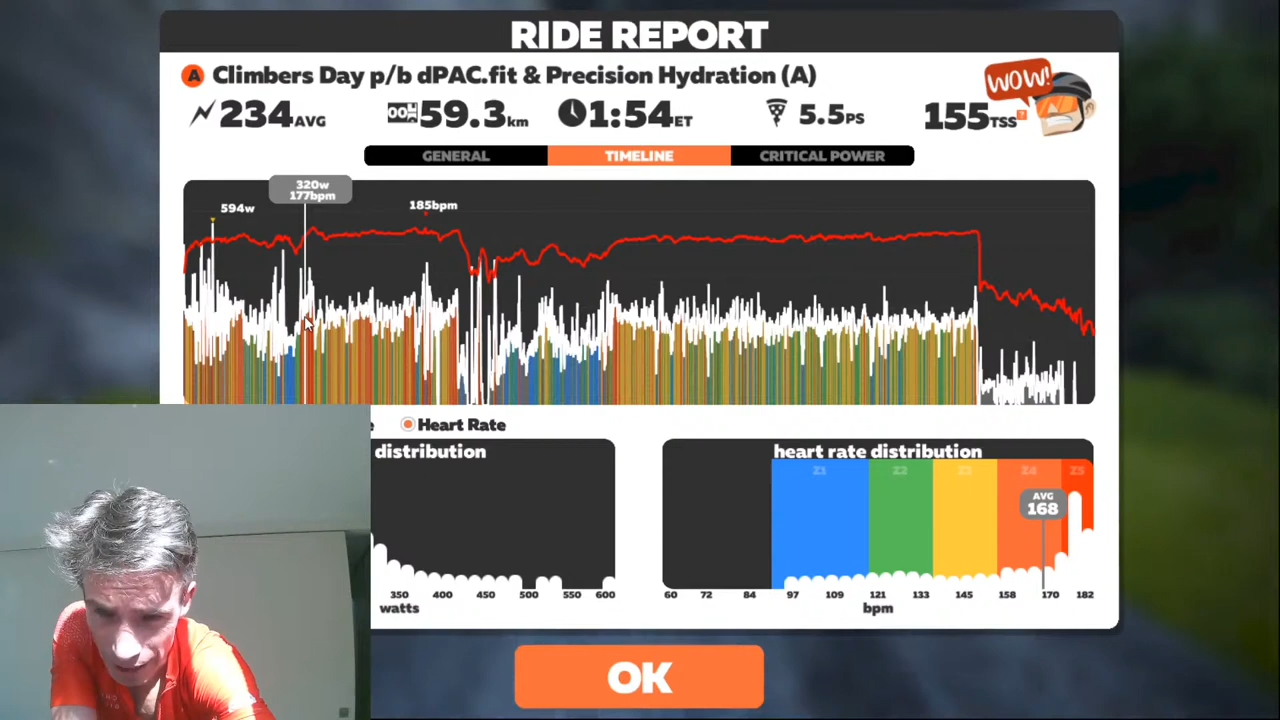 RIDE REPORT
A Climbers Day p/b dPAC.fit & Precision Hydration (A)
WOW!
234AVG 59.3km 1:54ET 5.5PS 155TSS?
GENERAL TIMELINE CRITICAL POWER
320w
177bpm
594w 185bpm
Heart Rate
distribution
heart rate distribution
Z1 Z2 Z3 Z4 Z5
AVG
168
350 400 450 500 550 600
watts
60 72 84 97 109 121 133 145 158 170 182
bpm
OK